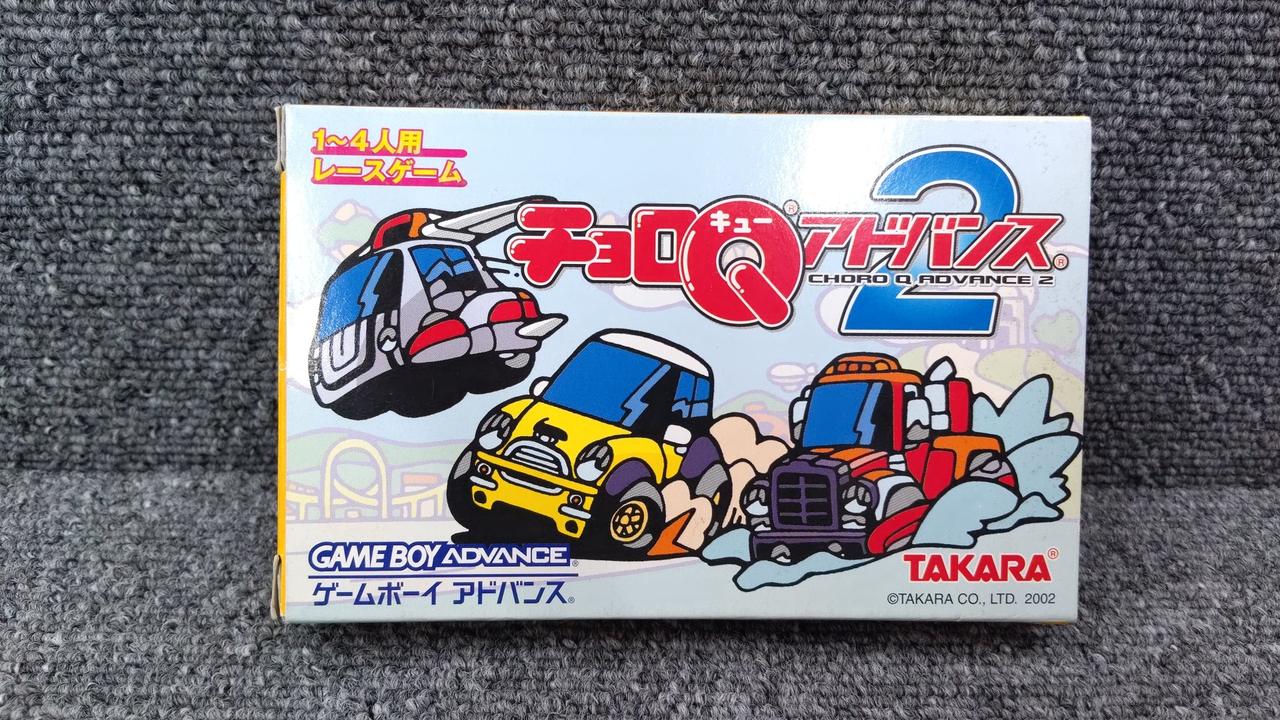 1～4人用
レースゲーム
チョロQ®アドバンス2®
キュー
CHORO Q ADVANCE 2
GAME BOY ADVANCE®
ゲームボーイ アドバンス®
TAKARA®
©TAKARA CO., LTD. 2002